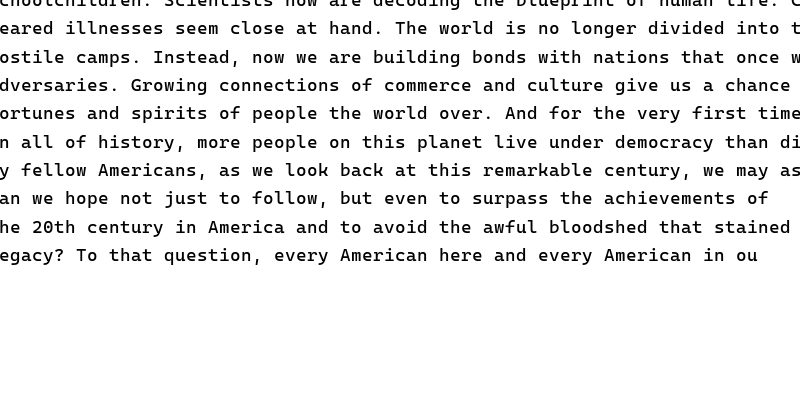 choolchildren. Scientists now are decoding the blueprint of human life. C
eared illnesses seem close at hand. The world is no longer divided into t
ostile camps. Instead, now we are building bonds with nations that once w
dversaries. Growing connections of commerce and culture give us a chance
ortunes and spirits of people the world over. And for the very first time
n all of history, more people on this planet live under democracy than di
y fellow Americans, as we look back at this remarkable century, we may as
an we hope not just to follow, but even to surpass the achievements of
he 20th century in America and to avoid the awful bloodshed that stained
egacy? To that question, every American here and every American in ou